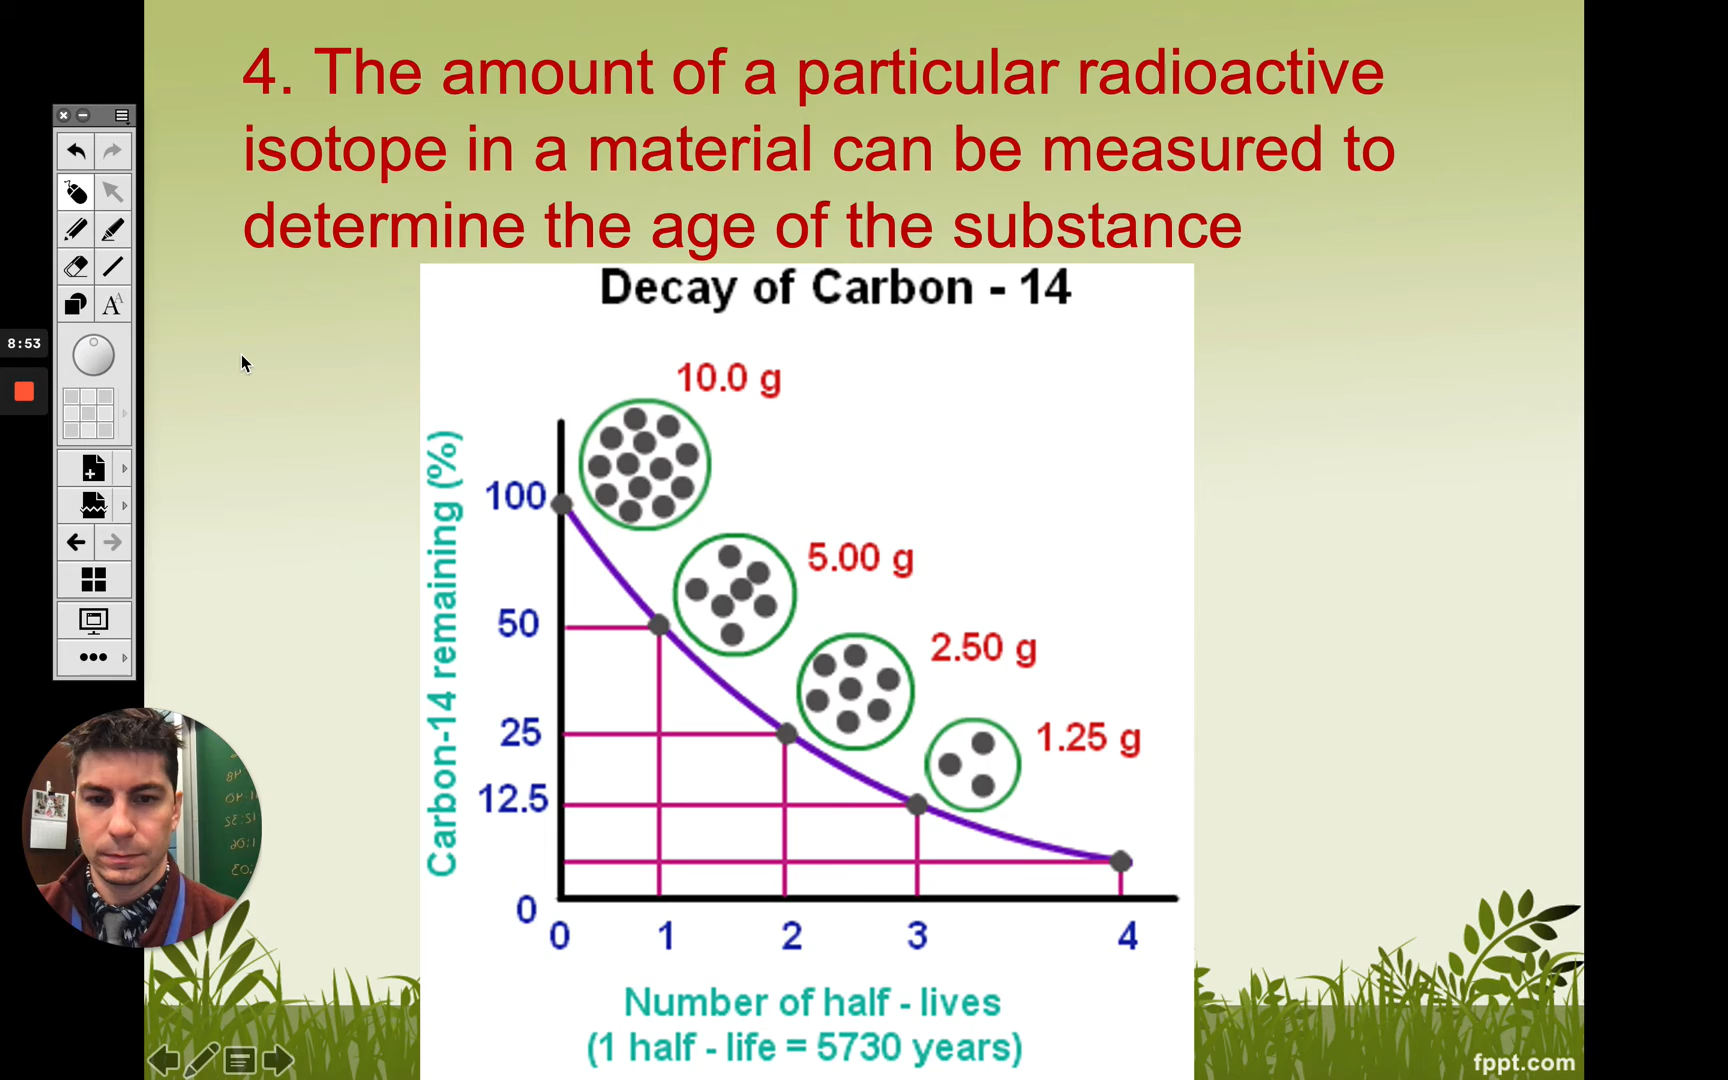 4. The amount of a particular radioactive
isotope in a material can be measured to
determine the age of the substance
Decay of Carbon - 14
10.0 g
5.00 g
2.50 g
1.25 g
Carbon-14 remaining (%)
100
50
25
12.5
0
0 1 2 3 4
Number of half - lives
(1 half - life = 5730 years)
8:53
A A
fppt.com